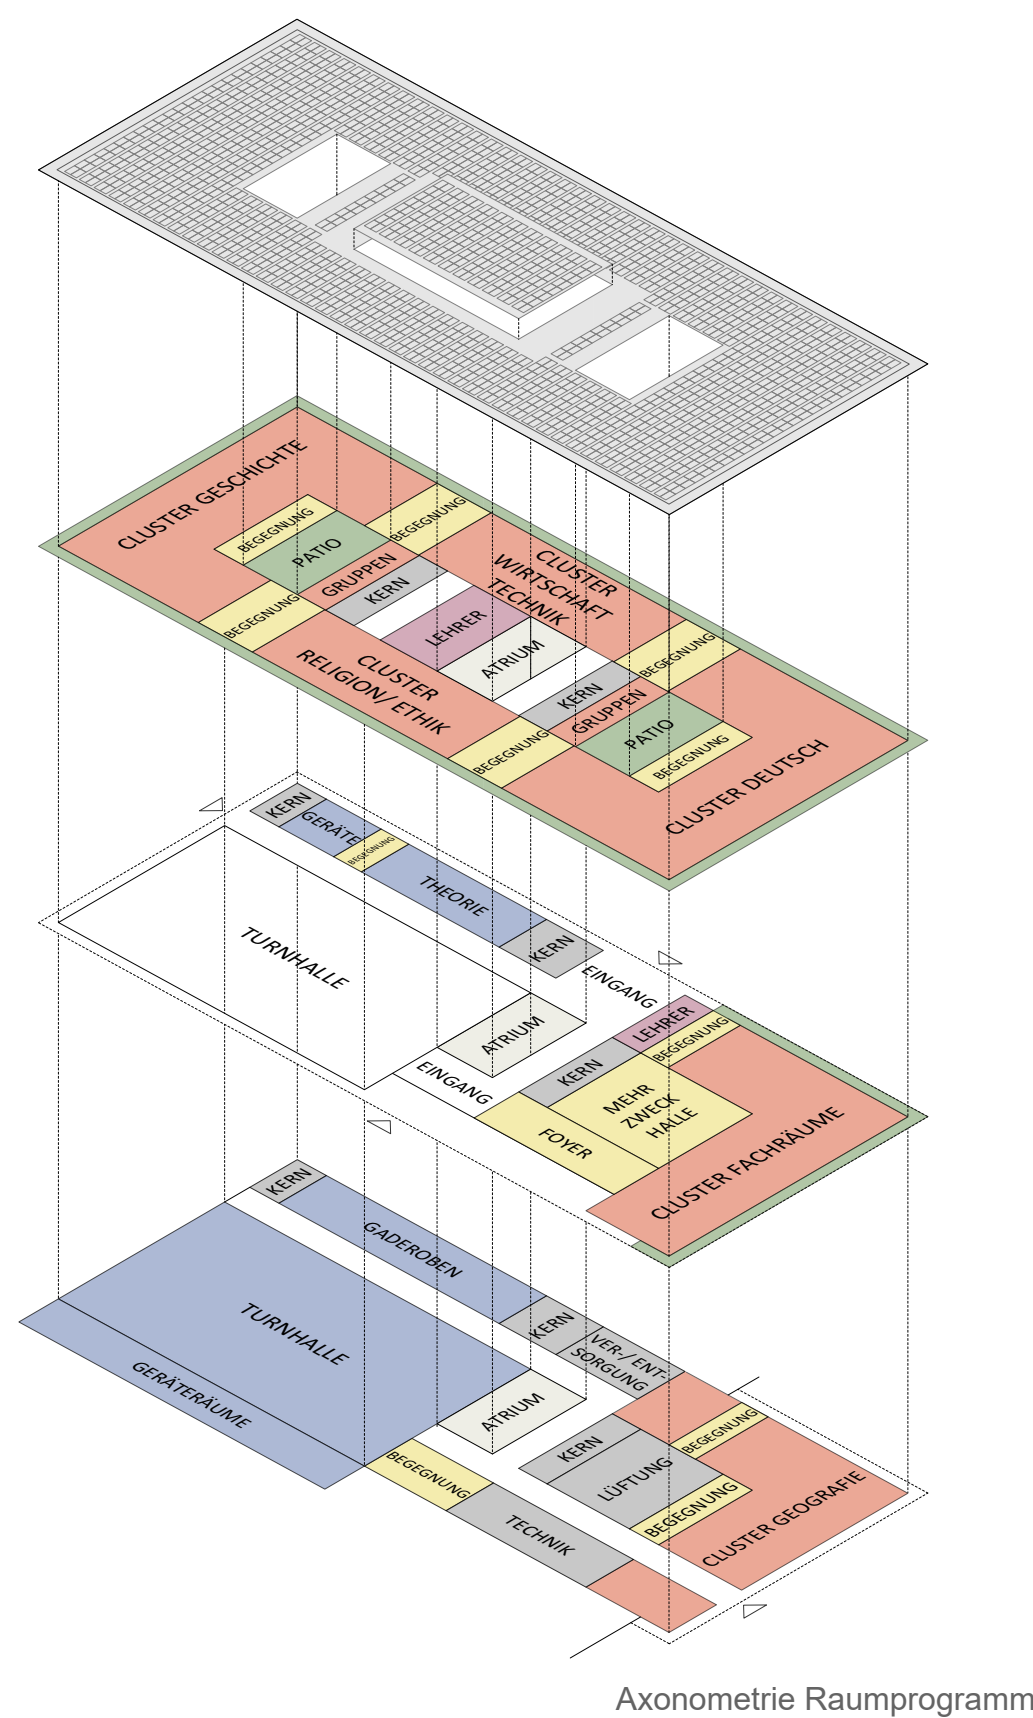 CLUSTER GESCHICHTE
BEGEGNUNG
PATIO
BEGEGNUNG
GRUPPEN
KERN
CLUSTER
WIRTSCHAFT
TECHNIK
BEGEGNUNG
LEHRER
ATRIUM
CLUSTER
RELIGION/ ETHIK
BEGEGNUNG
KERN
GRUPPEN
PATIO
BEGEGNUNG
BEGEGNUNG
CLUSTER DEUTSCH
KERN
GERÄTE
BEGEGNUNG
THEORIE
KERN
TURNHALLE
EINGANG
ATRIUM
LEHRER
BEGEGNUNG
KERN
EINGANG
MEHR
ZWECK
HALLE
FOYER
CLUSTER FACHRÄUME
KERN
GADEROBEN
KERN
VER-/ ENT-
SORGUNG
TURNHALLE
GERÄTERÄUME
ATRIUM
BEGEGNUNG
KERN
LÜFTUNG
BEGEGNUNG
BEGEGNUNG
TECHNIK
CLUSTER GEOGRAFIE
Axonometrie Raumprogramm